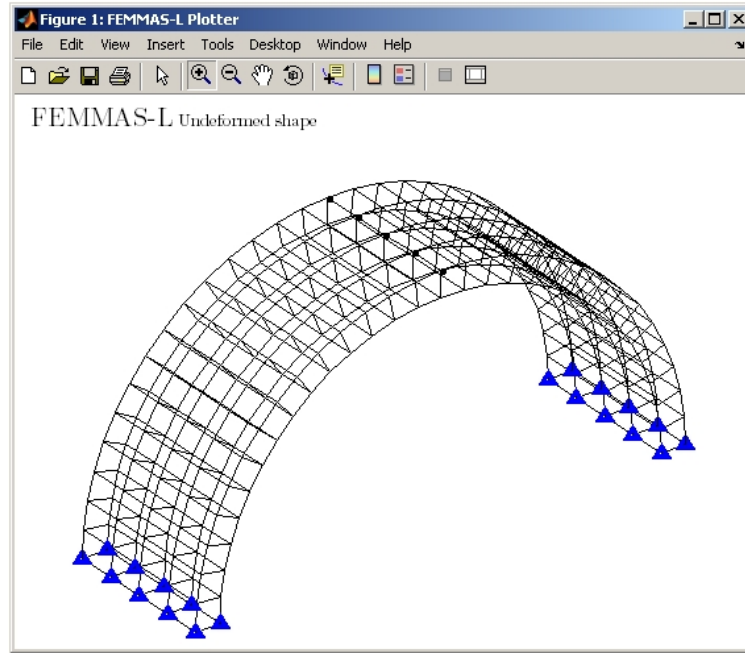 Figure 1: FEMMAS-L Plotter
File Edit View Insert Tools Desktop Window Help
FEMMAS-L Undeformed shape